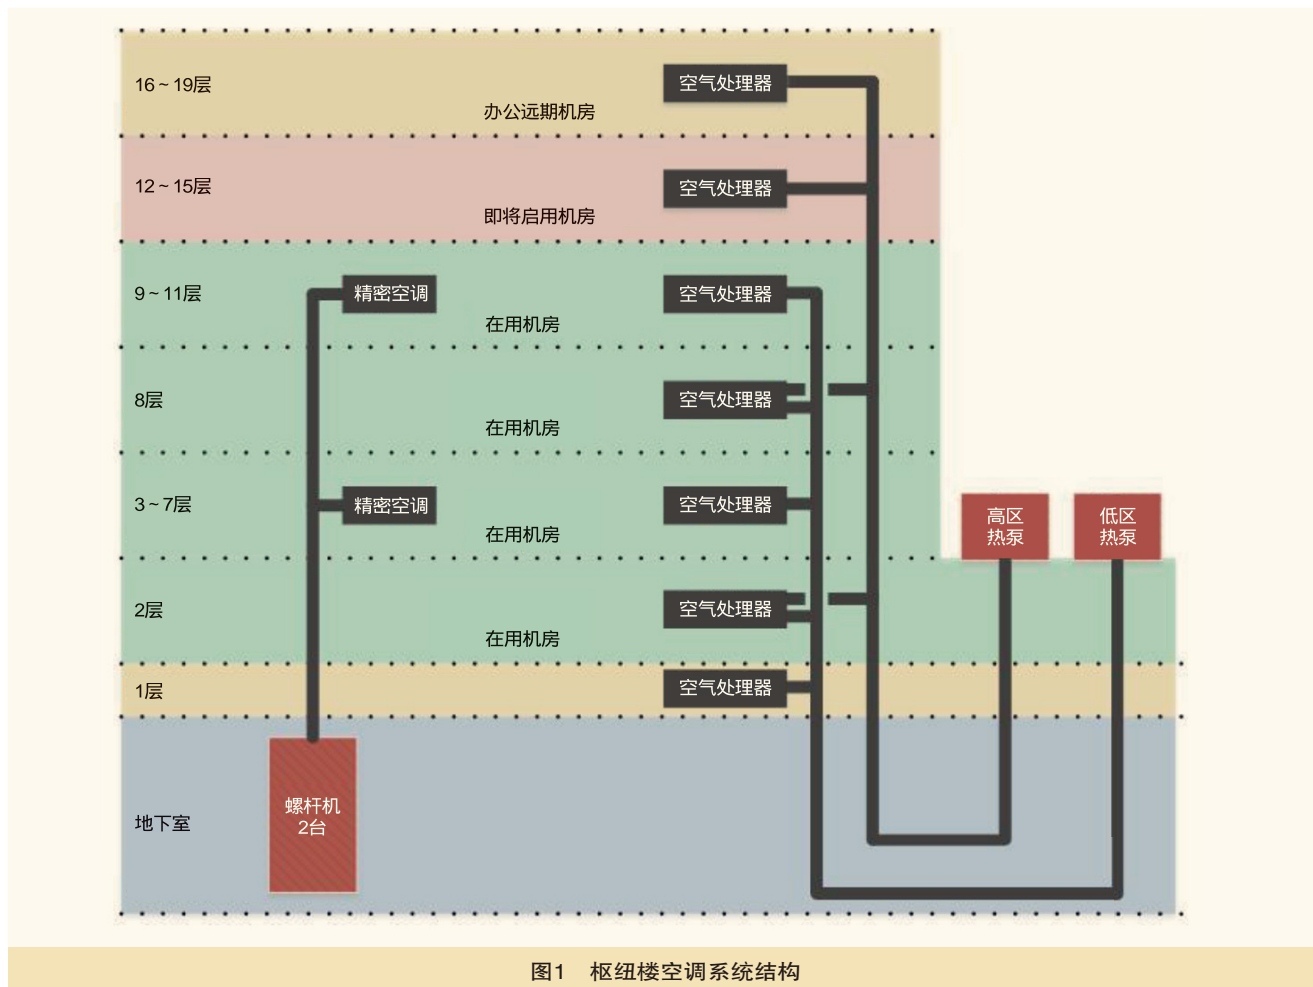 16~19层
空气处理器
办公远期机房
12~15层
空气处理器
即将启用机房
9~11层
精密空调
空气处理器
在用机房
8层
空气处理器
在用机房
3~7层
精密空调
空气处理器
在用机房
高区
热泵
低区
热泵
2层
空气处理器
在用机房
1层
空气处理器
地下室
螺杆机
2台
图1 枢纽楼空调系统结构